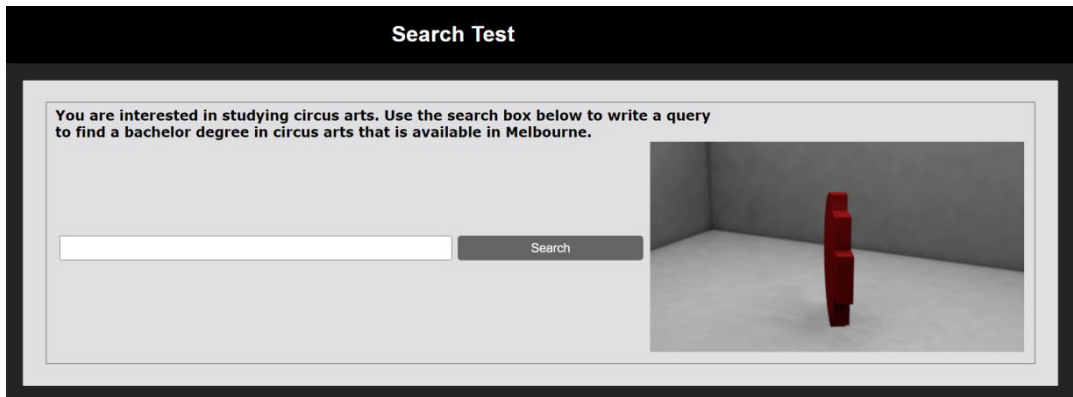 Search Test
You are interested in studying circus arts. Use the search box below to write a query
to find a bachelor degree in circus arts that is available in Melbourne.
Search